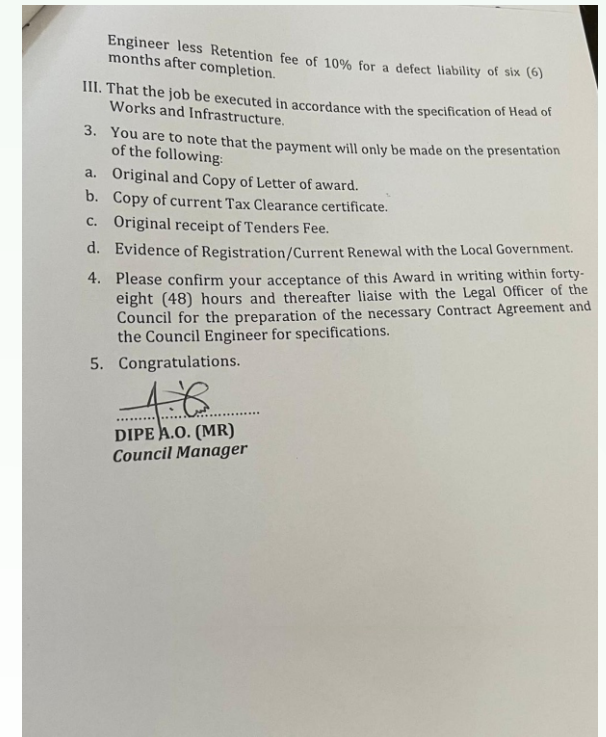 Engineer less Retention fee of 10% for a defect liability of six (6)
months after completion.
III. That the job be executed in accordance with the specification of Head of
Works and Infrastructure.
3. You are to note that the payment will only be made on the presentation
of the following:
a. Original and Copy of Letter of award.
b. Copy of current Tax Clearance certificate.
c. Original receipt of Tenders Fee.
d. Evidence of Registration/Current Renewal with the Local Government.
4. Please confirm your acceptance of this Award in writing within forty-
eight (48) hours and thereafter liaise with the Legal Officer of the
Council for the preparation of the necessary Contract Agreement and
the Council Engineer for specifications.
5. Congratulations.
DIPE A.O. (MR)
Council Manager